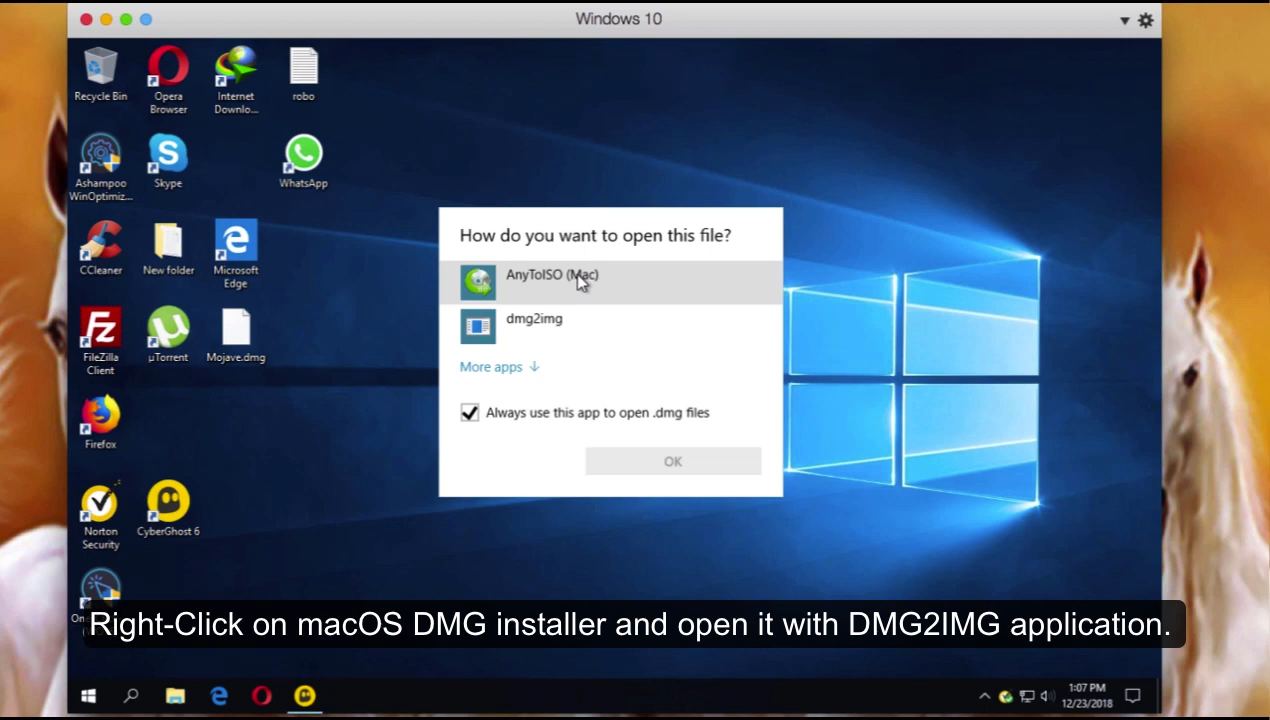 Windows 10
Recycle Bin
Opera
Browser
Internet
Downlo...
robo
Ashampoo
WinOptimiz...
Skype
WhatsApp
CCleaner
New folder
Microsoft
Edge
FileZilla
Client
µTorrent
Mojave.dmg
Firefox
Norton
Security
CyberGhost 6
How do you want to open this file?
AnyToISO (Mac)
dmg2img
More apps
Always use this app to open .dmg files
OK
Right-Click on macOS DMG installer and open it with DMG2IMG application.
1:07 PM
12/23/2018